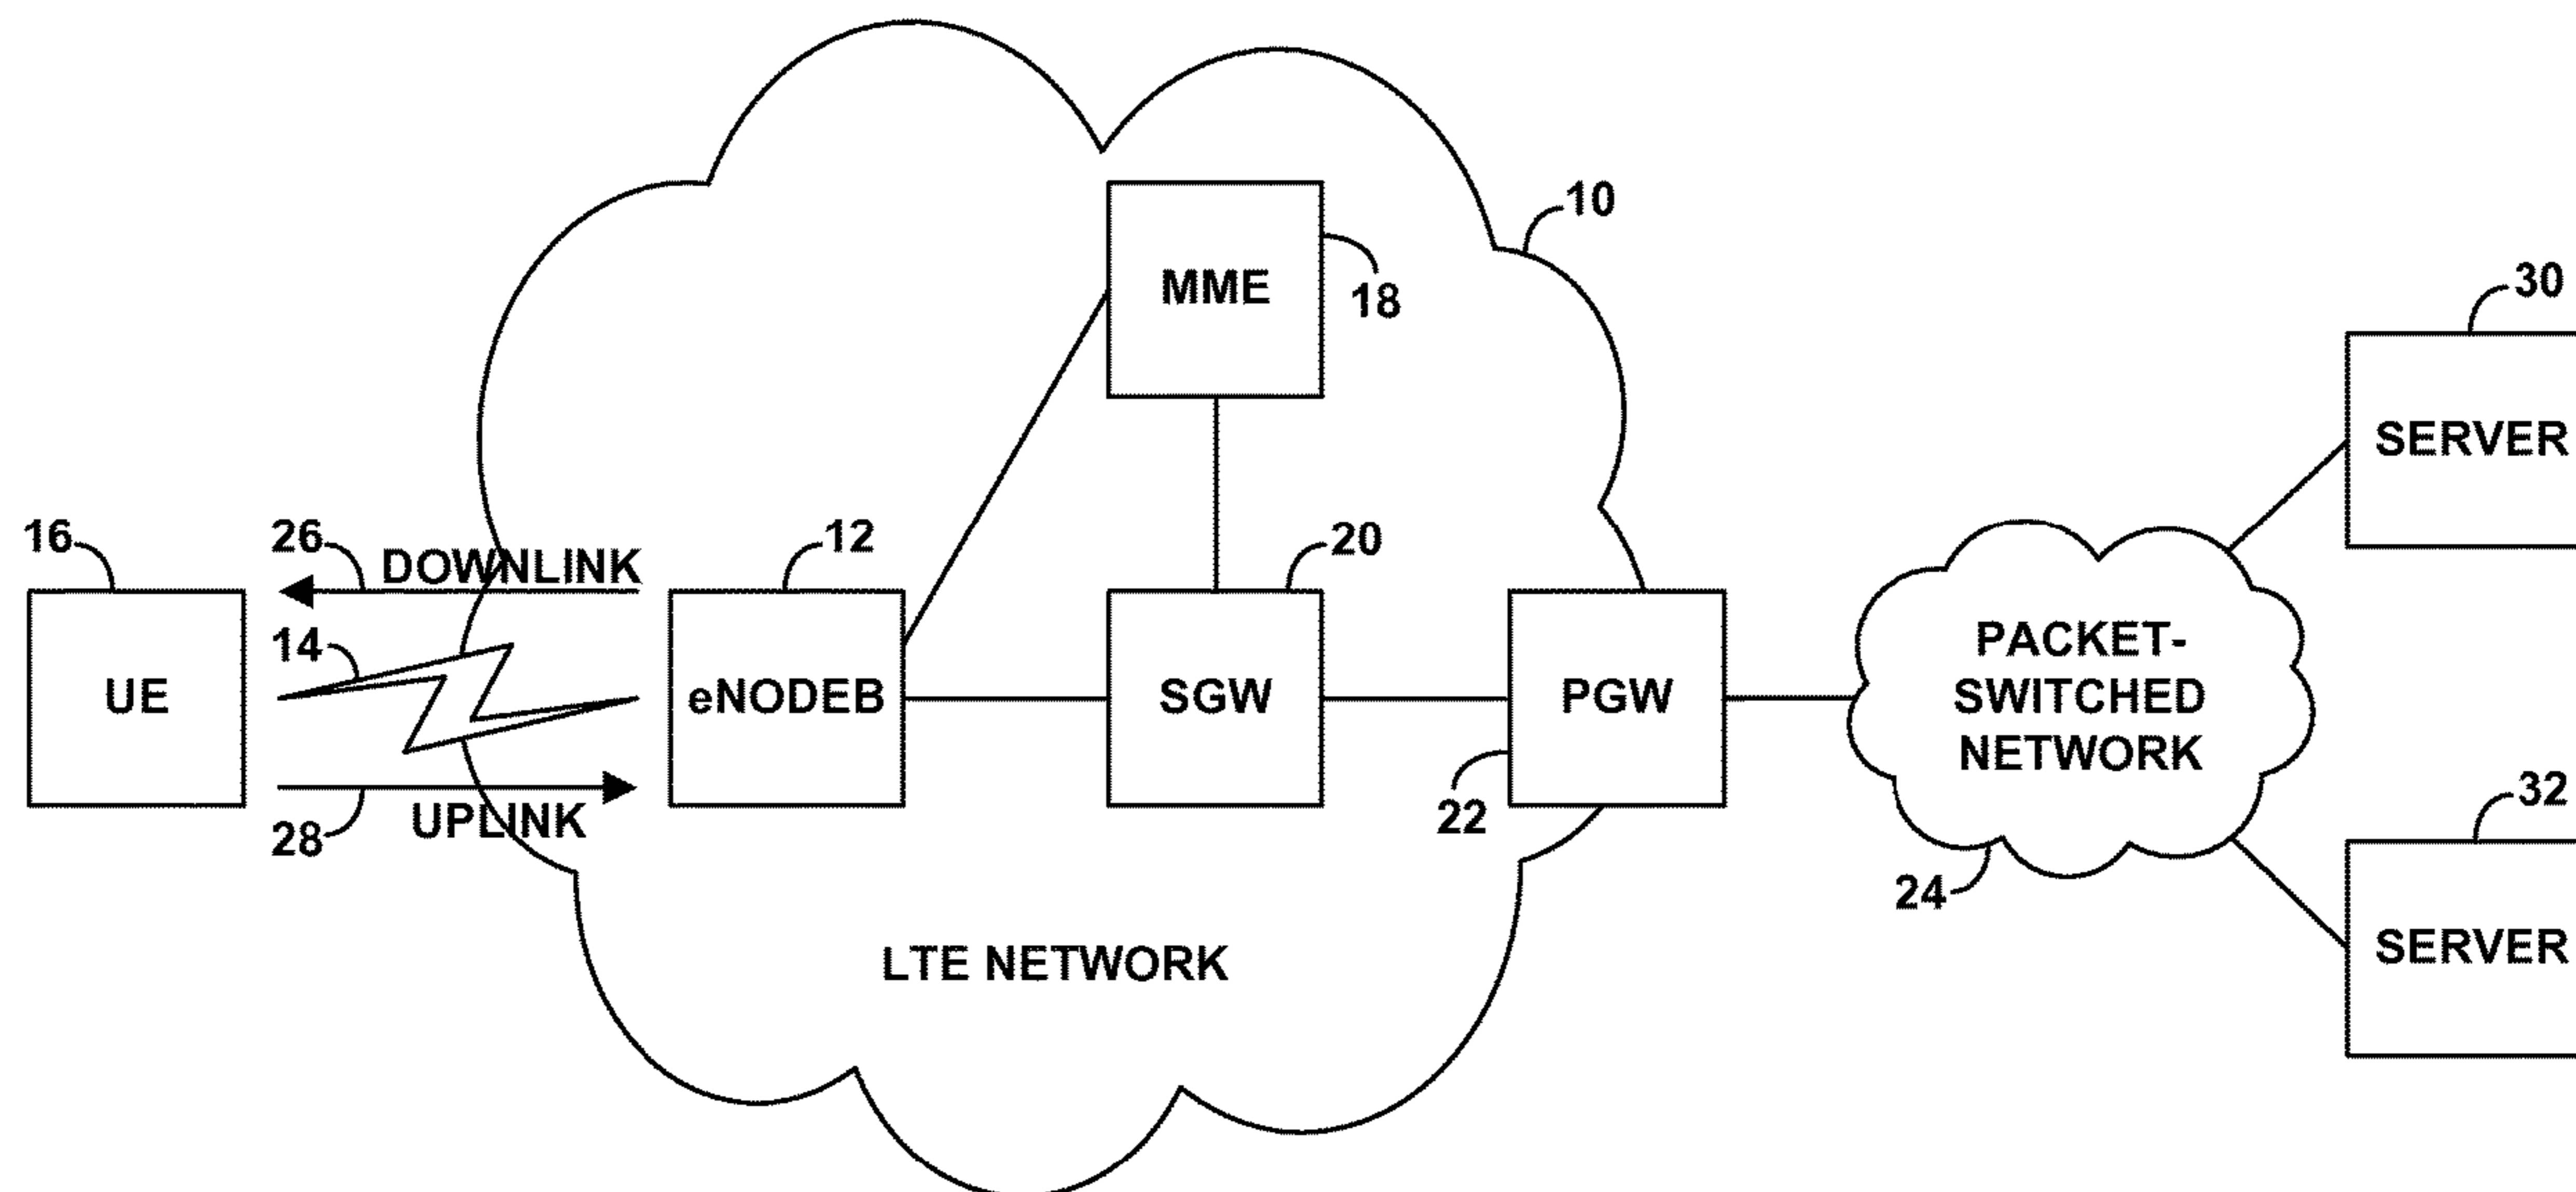 10
MME
18
30
SERVER
16
26
DOWNLINK
12
20
14
UE
eNODEB
SGW
PGW
PACKET-
SWITCHED
NETWORK
28
UPLINK
22
24
32
SERVER
LTE NETWORK